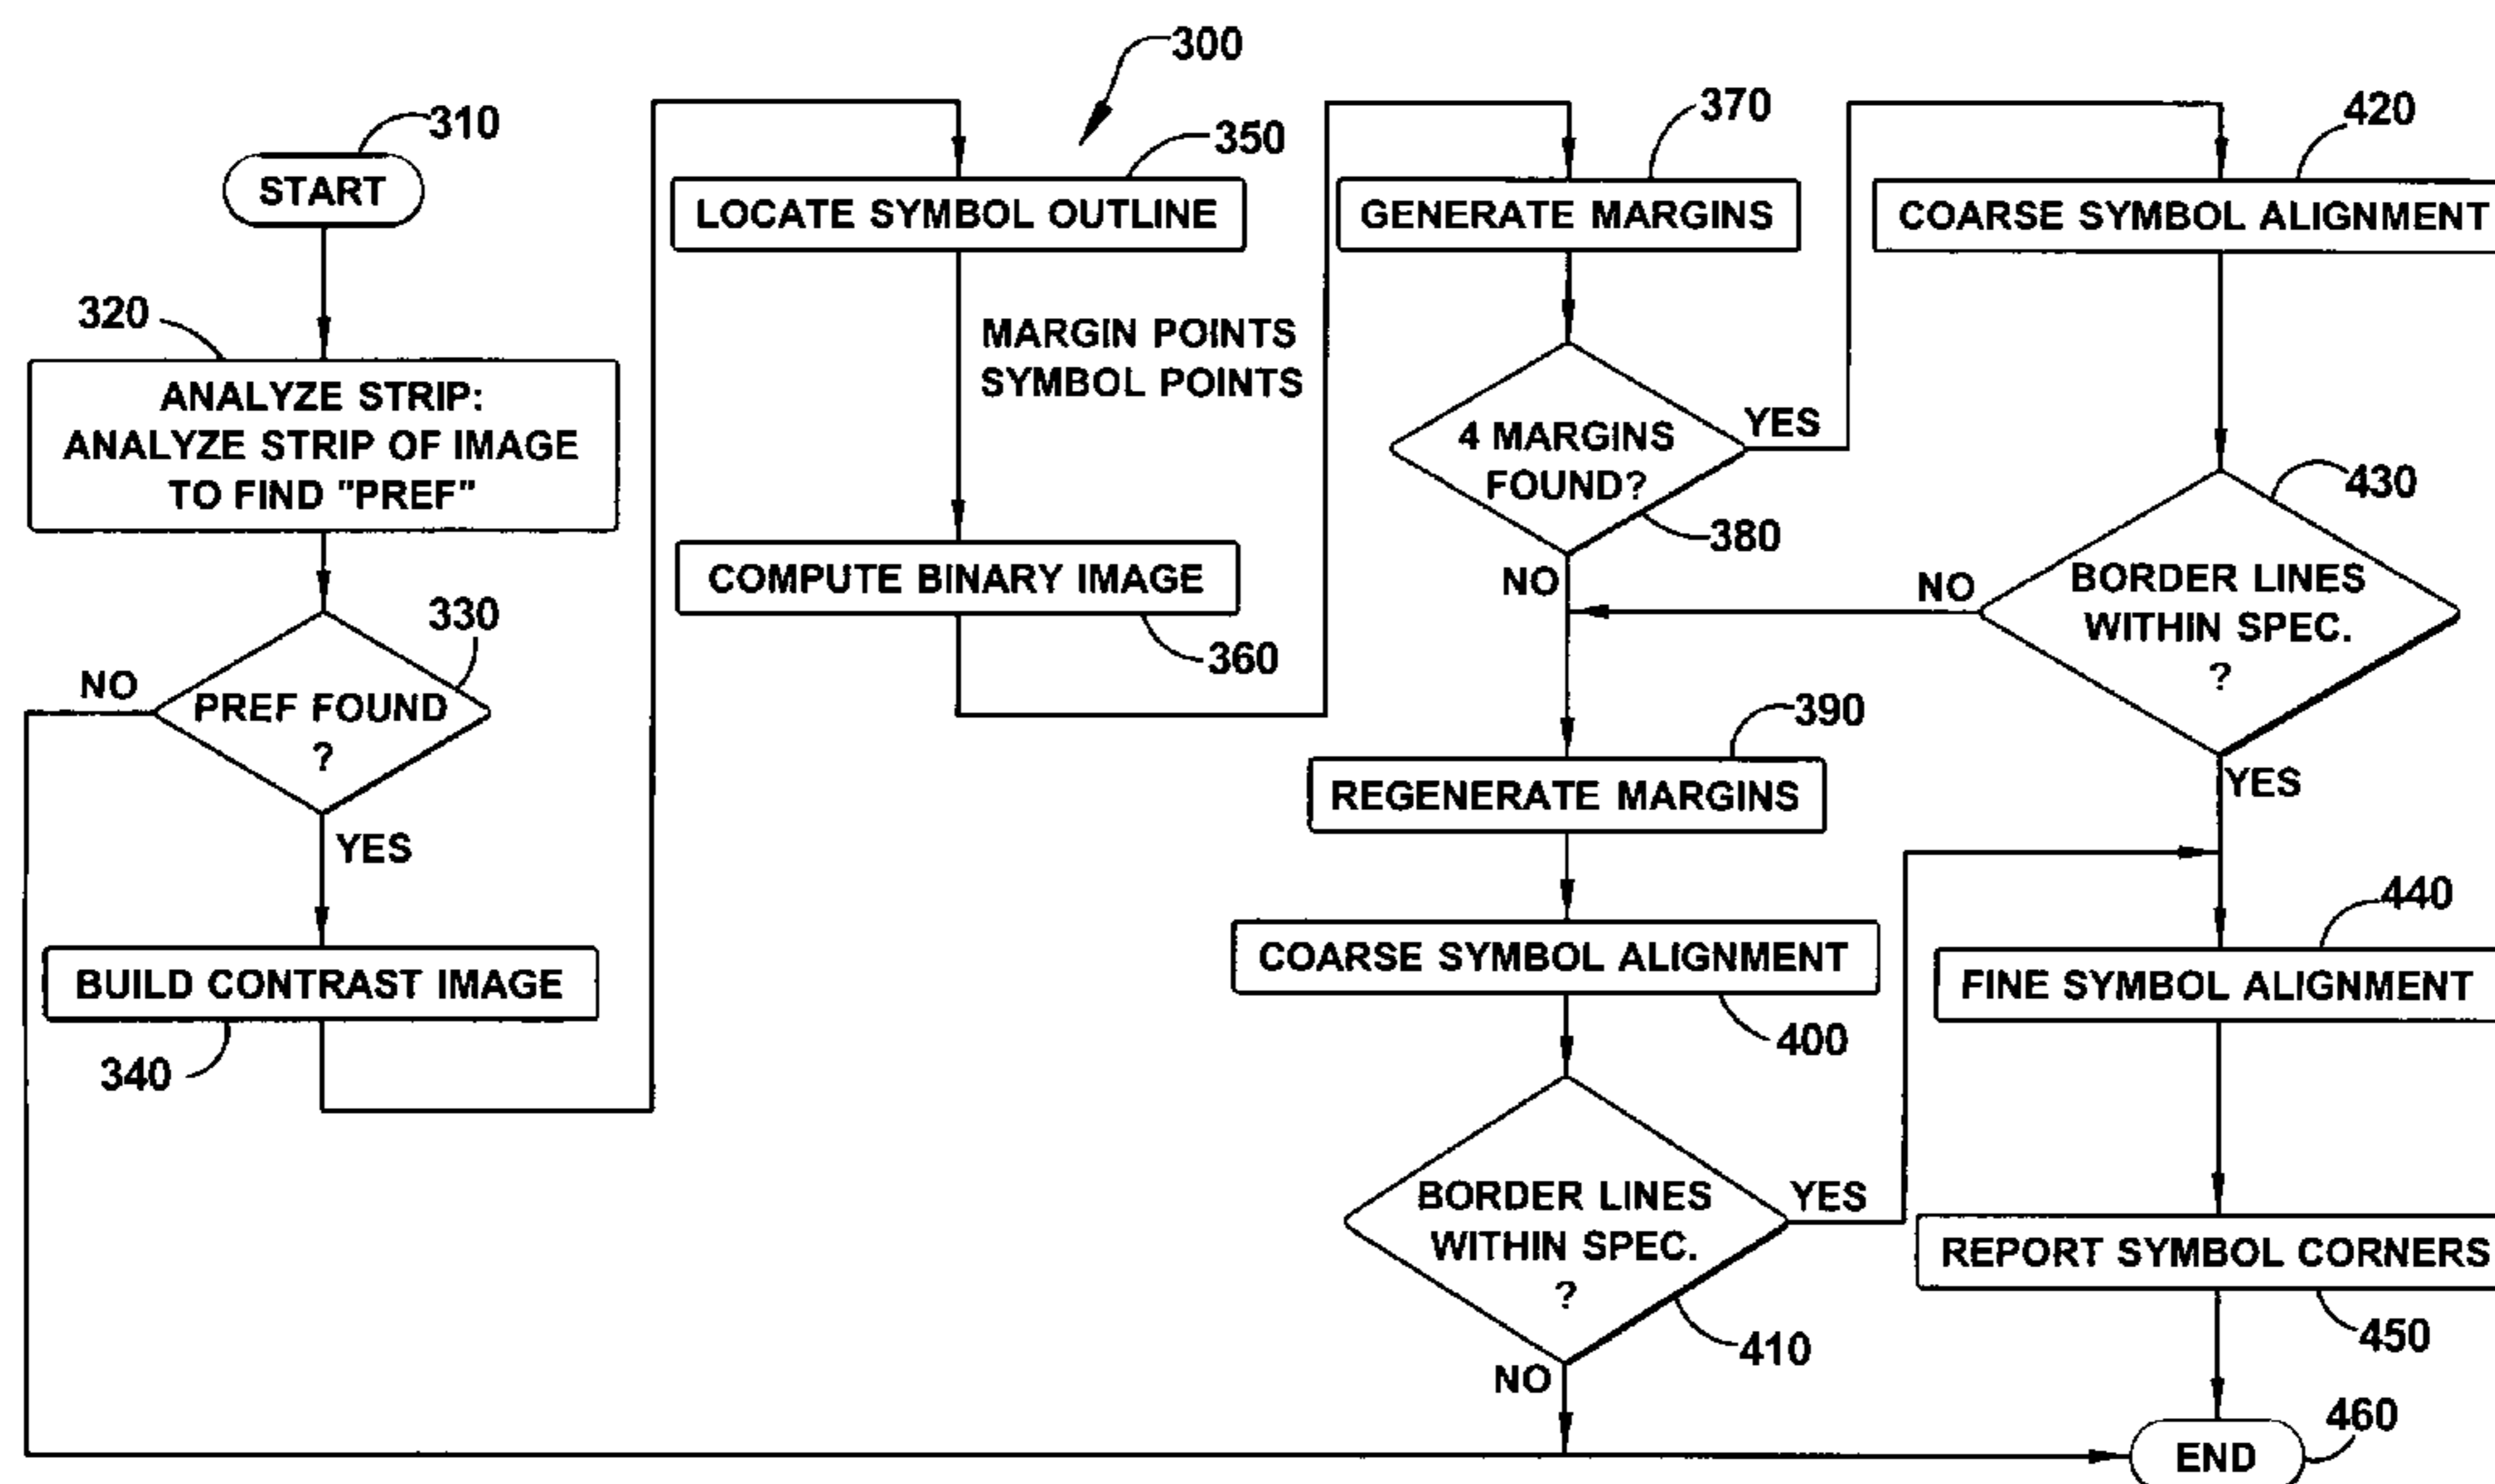 300
310
START
320
ANALYZE STRIP:
ANALYZE STRIP OF IMAGE
TO FIND "PREF"
330
NO
PREF FOUND
?
YES
BUILD CONTRAST IMAGE
340
350
LOCATE SYMBOL OUTLINE
MARGIN POINTS
SYMBOL POINTS
COMPUTE BINARY IMAGE
360
370
GENERATE MARGINS
4 MARGINS
FOUND?
YES
380
NO
390
REGENERATE MARGINS
COARSE SYMBOL ALIGNMENT
400
BORDER LINES
WITHIN SPEC.
?
YES
410
NO
420
COARSE SYMBOL ALIGNMENT
430
NO
BORDER LINES
WITHIN SPEC.
?
YES
440
FINE SYMBOL ALIGNMENT
REPORT SYMBOL CORNERS
450
460
END